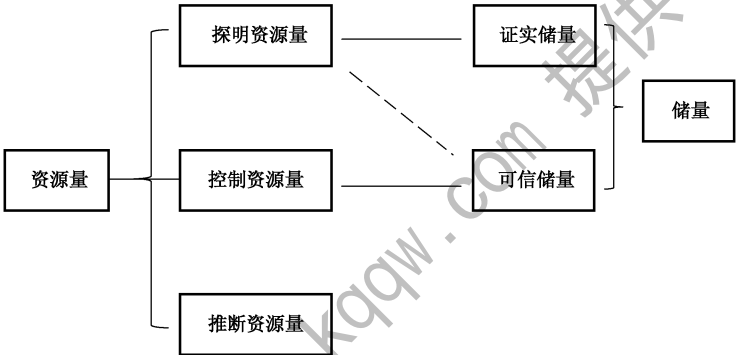 探明资源量
证实储量
储量
资源量
控制资源量
可信储量
推断资源量
kqqw.com 提供